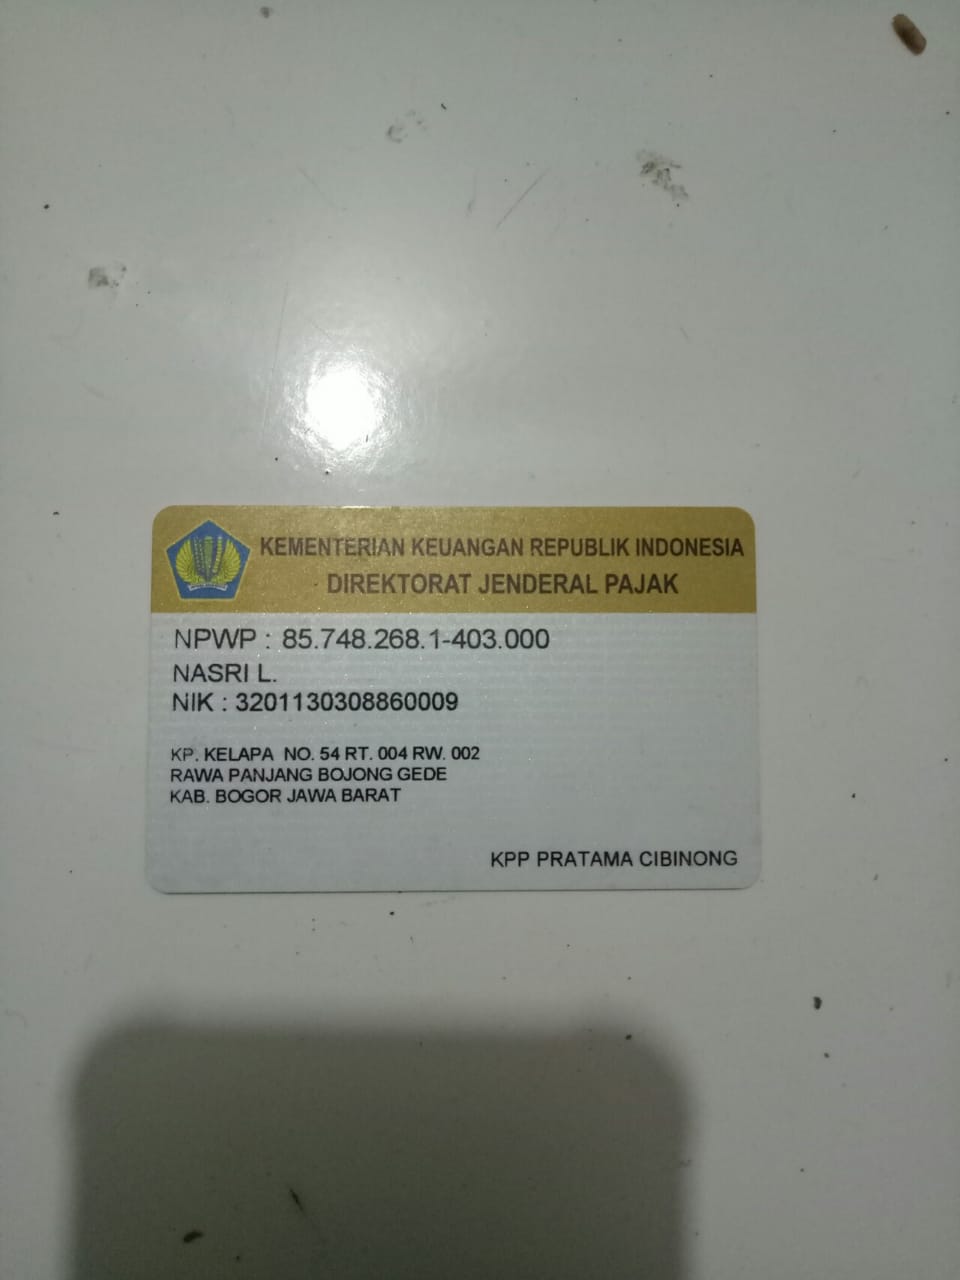 KEMENTERIAN KEUANGAN REPUBLIK INDONESIA
DIREKTORAT JENDERAL PAJAK
NPWP : 85.748.268.1-403.000
NASRI L.
NIK : 3201130308860009
KP. KELAPA NO. 54 RT. 004 RW. 002
RAWA PANJANG BOJONG GEDE
KAB. BOGOR JAWA BARAT
KPP PRATAMA CIBINONG